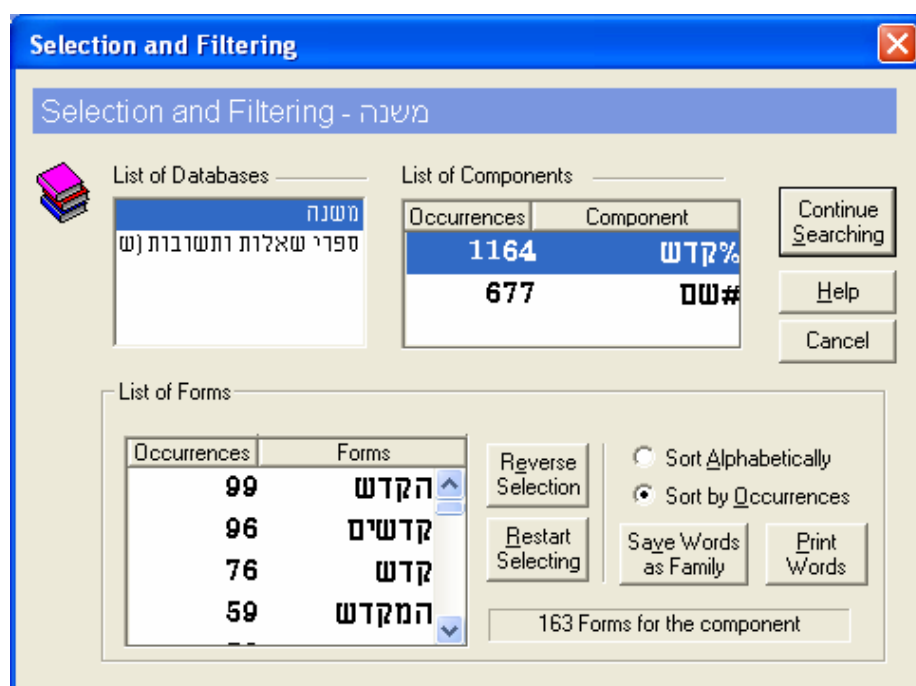 Selection and Filtering
Selection and Filtering - משנה
List of Databases
משנה
ספרי שאלות ותשובות (ש
List of Components
Occurrences Component
1164 %קדש
677 #שם
Continue Searching
Help
Cancel
List of Forms
Occurrences Forms
99 הקדש
96 קדשים
76 קדש
59 המקדש
Reverse Selection
Restart Selecting
Sort Alphabetically
Sort by Occurrences
Save Words as Family
Print Words
163 Forms for the component